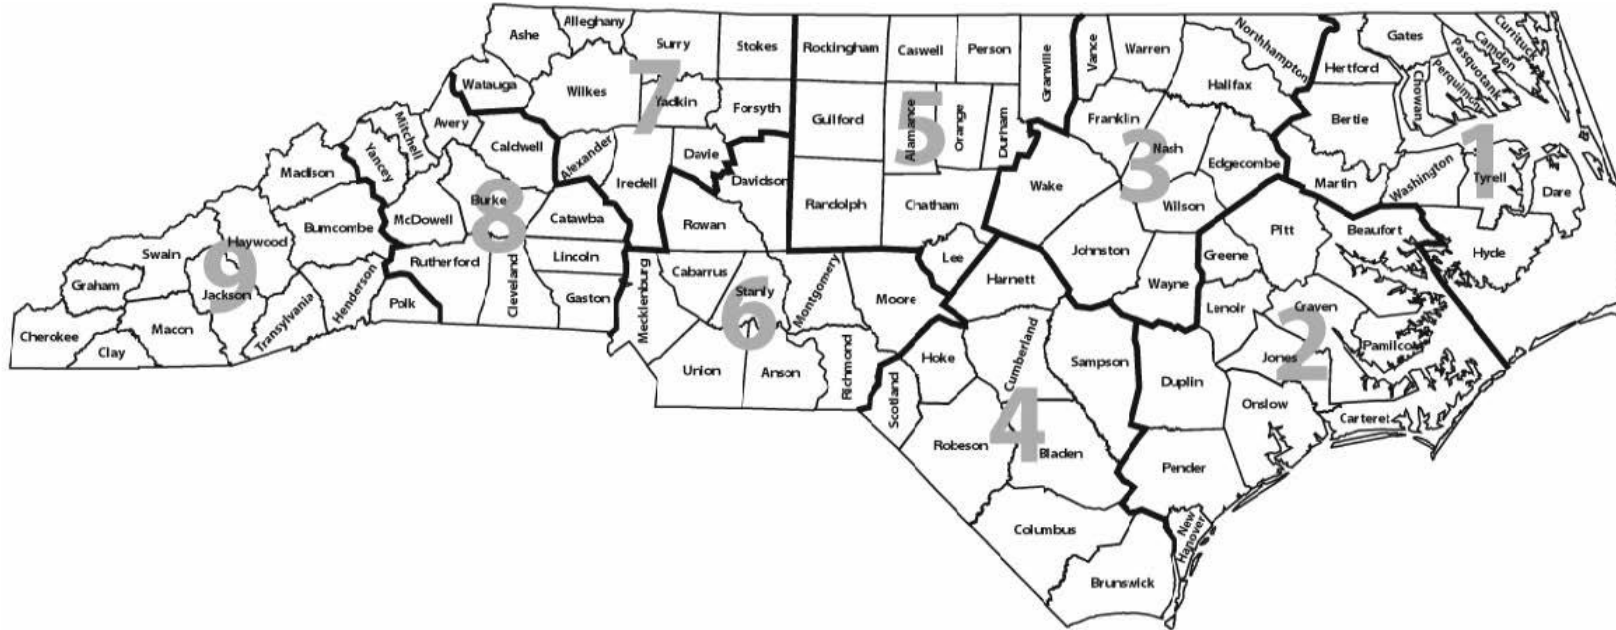 Alleghany
Ashe
Surry
Stokes
Rockingham
Caswell
Person
Granville
Vance
Warren
Northhampton
Gates
Currituck
Camden
Pasquotank
Perquimons
Chowan
Hertford
Halifax
Watauga
Wilkes
7
Yadkin
Forsyth
Guilford
Alamance
5
Orange
Durham
Franklin
Nash
3
Edgecombe
Bertie
Avery
Mitchell
Yancey
Caldwell
Alexander
Davie
Iredell
Davidson
Madison
Wake
Wilson
Martin
Washington
1
Tyrell
Dare
Burke
8
McDowell
Catawba
Rowan
Randolph
Chatham
Bumcombe
Haywood
Swain
9
Rutherford
Lincoln
Johnston
Pitt
Beaufort
Hyde
Greene
Lee
Harnett
Wayne
Graham
Jackson
Transylvania
Henderson
Polk
Cleveland
Gaston
Mecklenburg
Cabarrus
Stanly
6
Montgomery
Moore
Lenoir
Craven
2
Jones
Pamilco
Cherokee
Clay
Macon
Union
Anson
Richmond
Scotland
Hoke
Cumberland
Sampson
Duplin
Onslow
Carteret
Robeson
4
Bladen
Pender
Columbus
New
Hanover
Brunswick